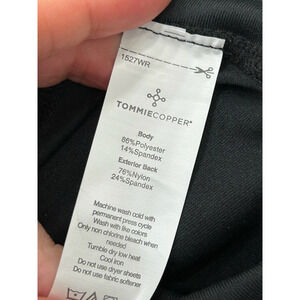 1527WR
TOMMIECOPPER®
Body
86%Polyester
14%Spandex
Exterior Back
76%Nylon
24%Spandex
Machine wash cold with
permanent press cycle
Wash with like colors
Only non chlorine bleach when
needed
Tumble dry low heat
Cool Iron
Do not use dryer sheets
Do not use fabric softener